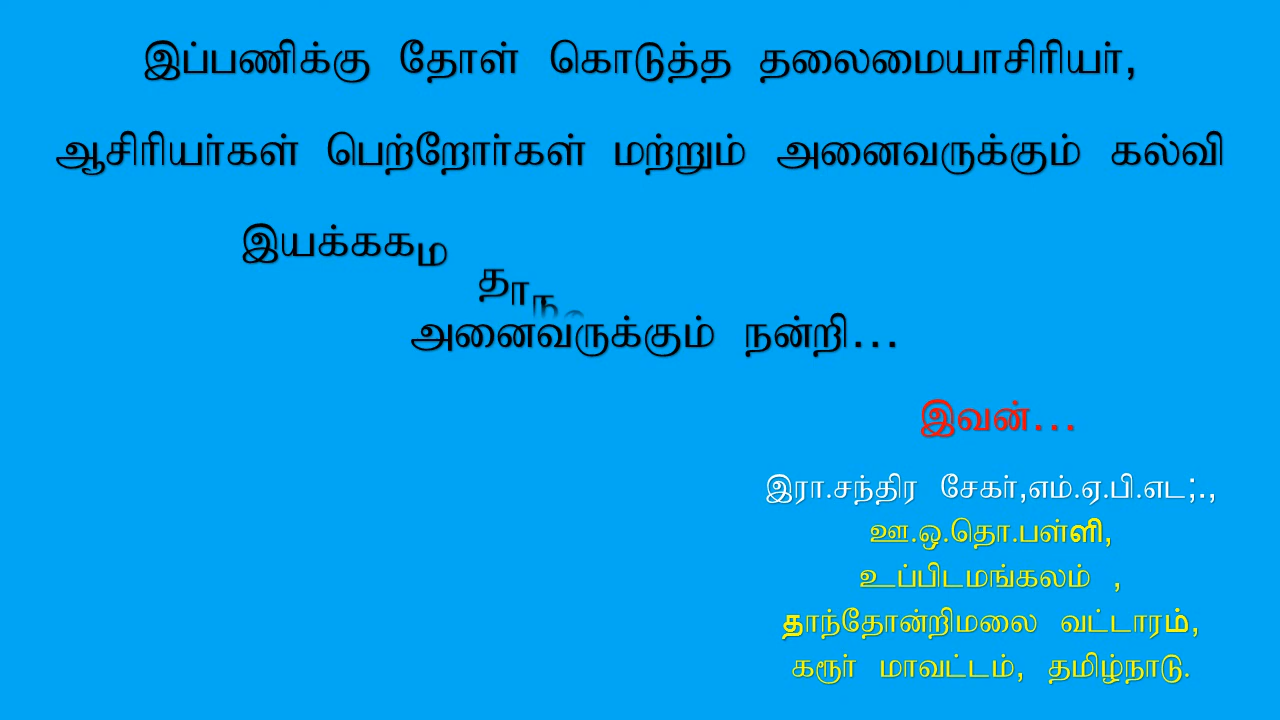 இப்பணிக்கு தோள் கொடுத்த தலைமையாசிரியர்,
ஆசிரியர்கள் பெற்றோர்கள் மற்றும் அனைவருக்கும் கல்வி
இயக்ககம
அனைவருக்கும் நன்றி...
இவன்...
இரா.சந்திர சேகர்,எம்.ஏ.பி.எட;.,
ஊ.ஒ.தொ.பள்ளி,
உப்பிடமங்கலம் ,
தாந்தோன்றிமலை வட்டாரம்,
கரூர் மாவட்டம், தமிழ்நாடு.